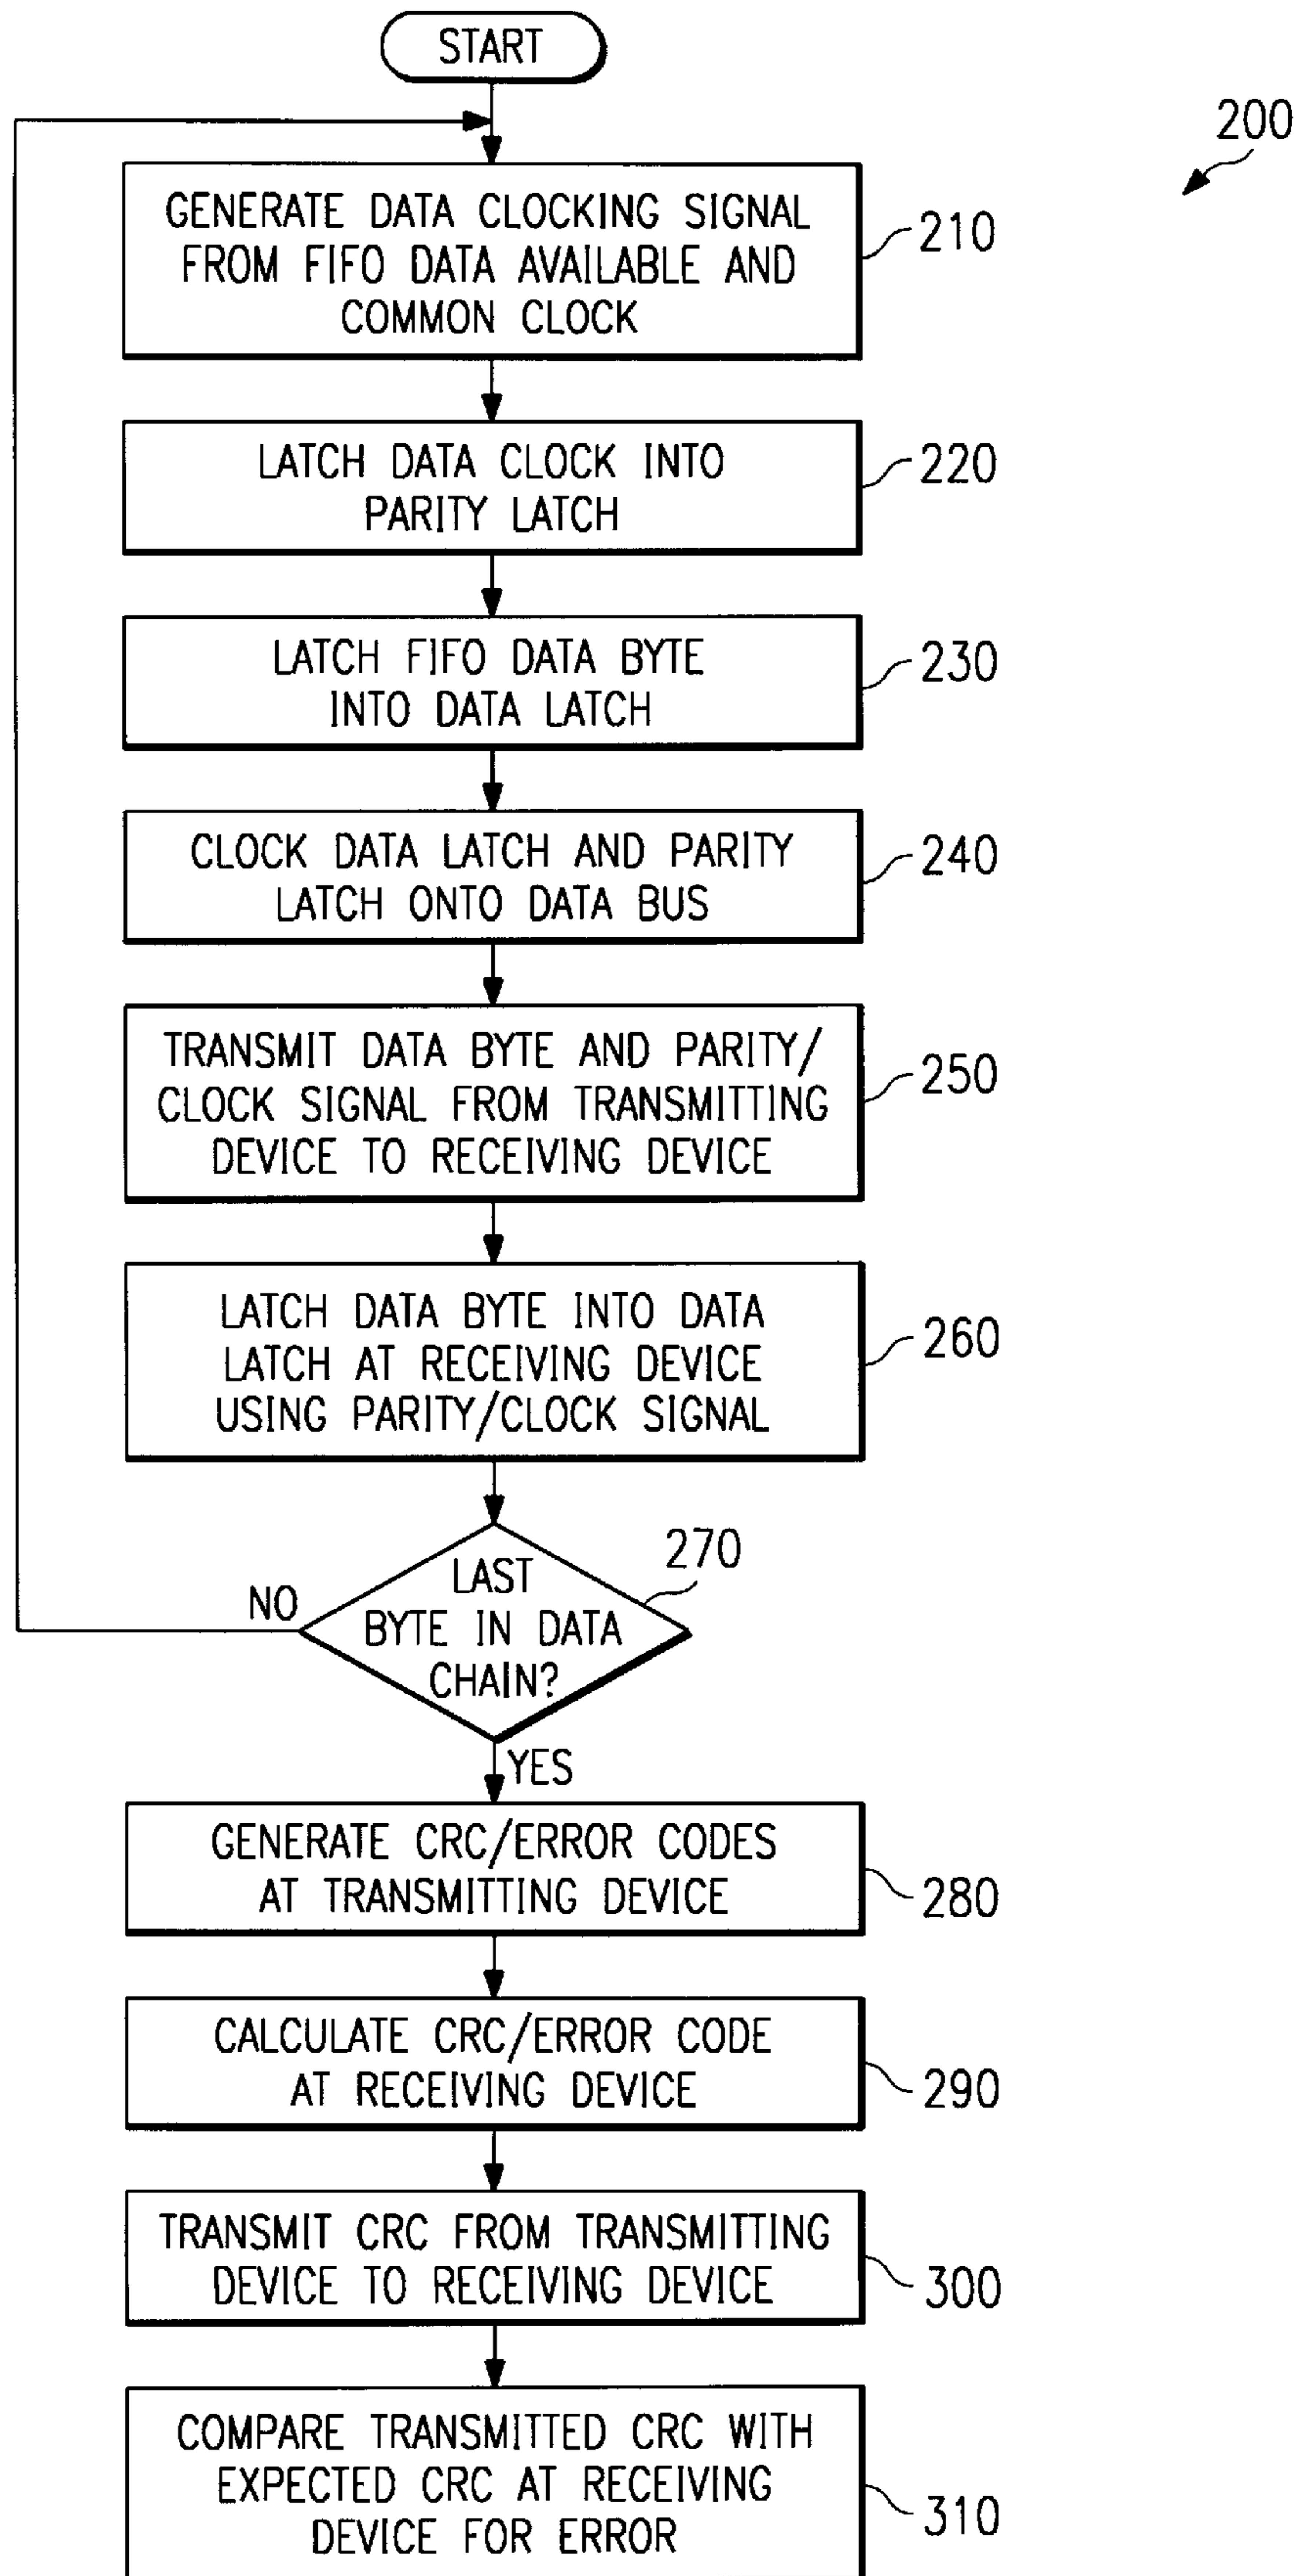 START
200
GENERATE DATA CLOCKING SIGNAL
FROM FIFO DATA AVAILABLE AND
COMMON CLOCK
210
LATCH DATA CLOCK INTO
PARITY LATCH
220
LATCH FIFO DATA BYTE
INTO DATA LATCH
230
CLOCK DATA LATCH AND PARITY
LATCH ONTO DATA BUS
240
TRANSMIT DATA BYTE AND PARITY/
CLOCK SIGNAL FROM TRANSMITTING
DEVICE TO RECEIVING DEVICE
250
LATCH DATA BYTE INTO DATA
LATCH AT RECEIVING DEVICE
USING PARITY/CLOCK SIGNAL
260
LAST
BYTE IN DATA
CHAIN?
270
NO
YES
GENERATE CRC/ERROR CODES
AT TRANSMITTING DEVICE
280
CALCULATE CRC/ERROR CODE
AT RECEIVING DEVICE
290
TRANSMIT CRC FROM TRANSMITTING
DEVICE TO RECEIVING DEVICE
300
COMPARE TRANSMITTED CRC WITH
EXPECTED CRC AT RECEIVING
DEVICE FOR ERROR
310